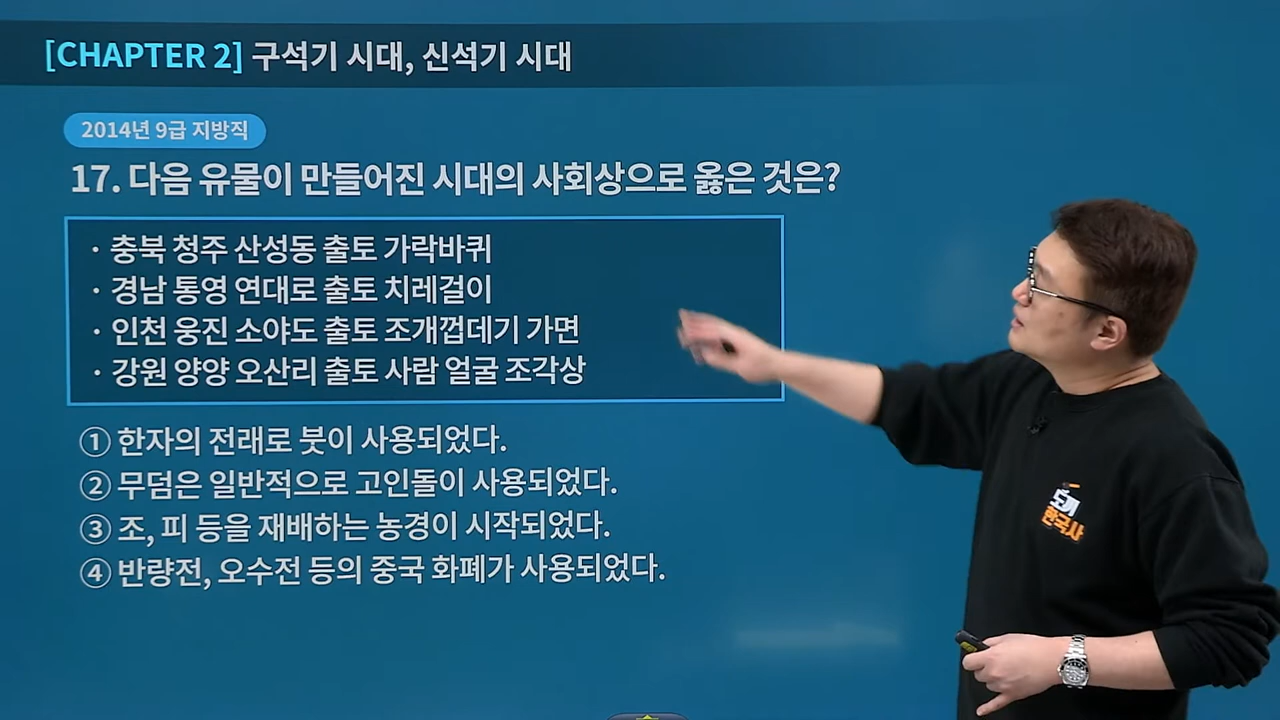 [CHAPTER 2] 구석기 시대, 신석기 시대
2014년 9급 지방직
17. 다음 유물이 만들어진 시대의 사회상으로 옳은 것은?
· 충북 청주 산성동 출토 가락바퀴
· 경남 통영 연대로 출토 치레걸이
· 인천 웅진 소야도 출토 조개껍데기 가면
· 강원 양양 오산리 출토 사람 얼굴 조각상
① 한자의 전래로 붓이 사용되었다.
② 무덤은 일반적으로 고인돌이 사용되었다.
③ 조, 피 등을 재배하는 농경이 시작되었다.
④ 반량전, 오수전 등의 중국 화폐가 사용되었다.
한국사